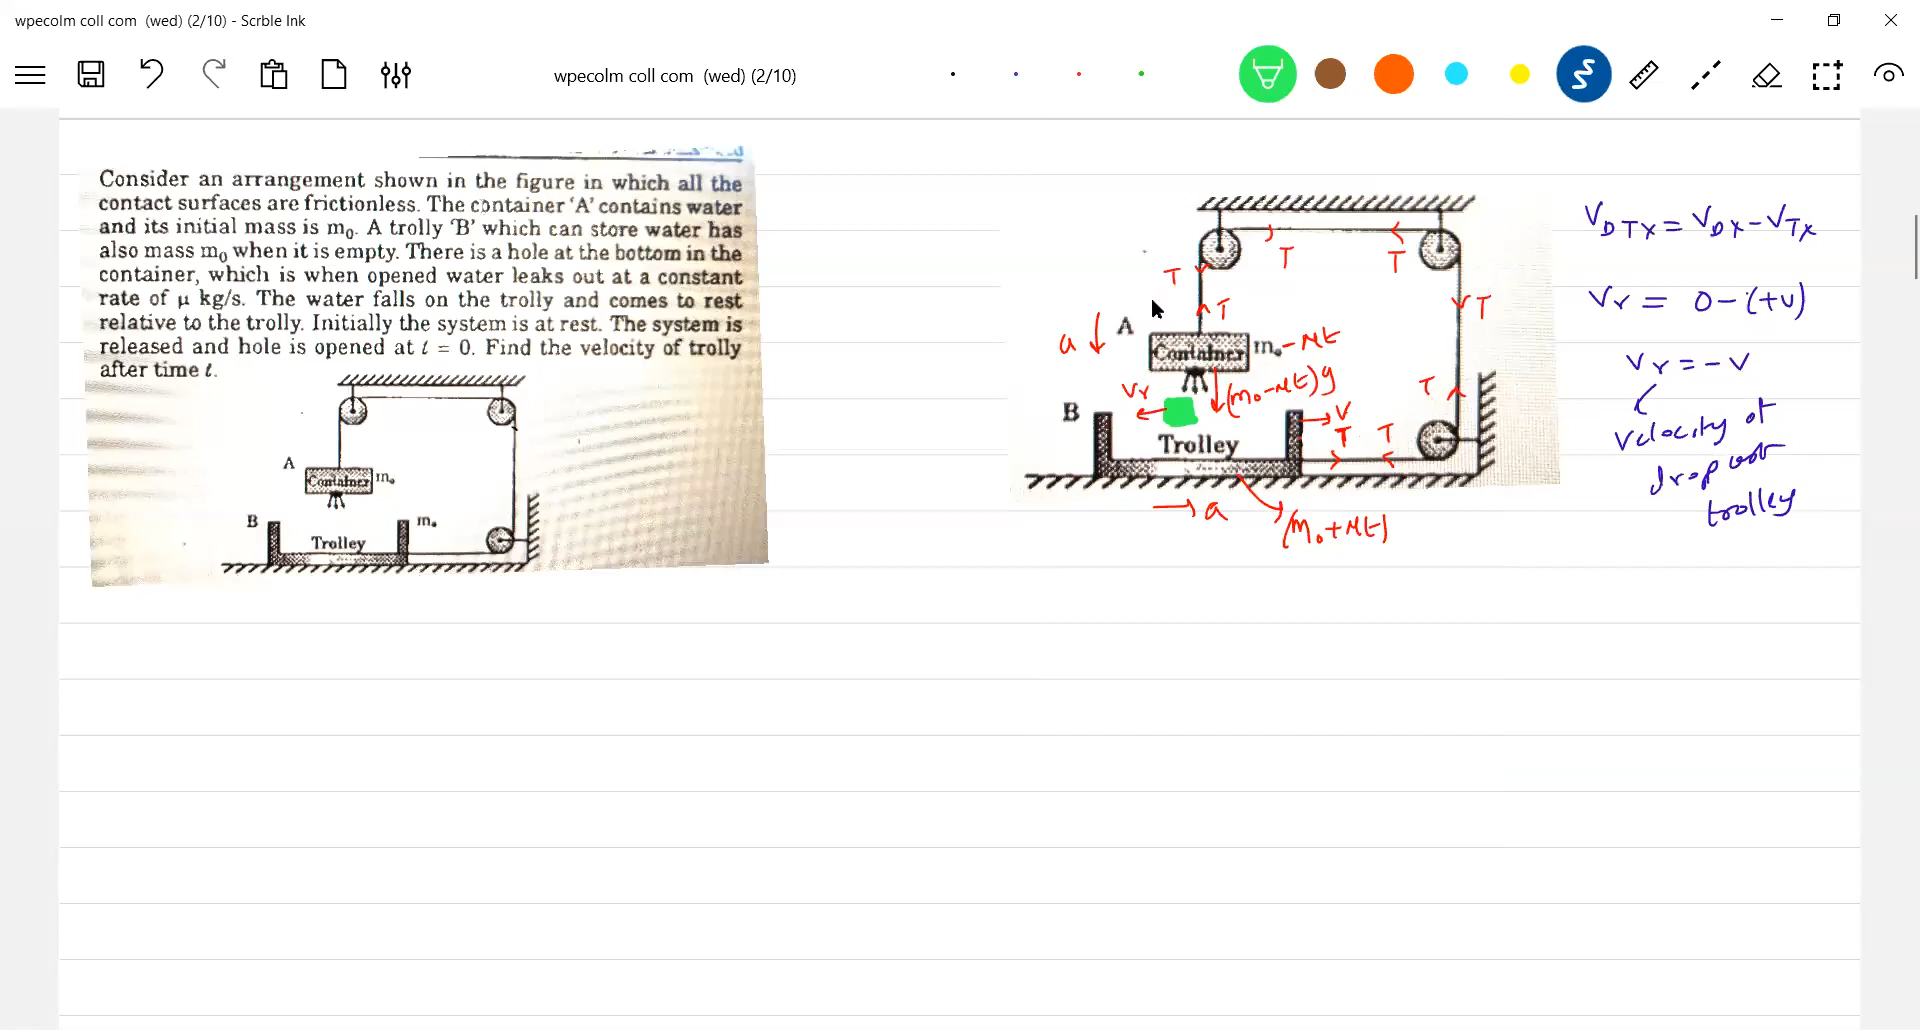 wpecolm coll com (wed) (2/10) - Scrble Ink
wpecolm coll com (wed) (2/10)
Consider an arrangement shown in the figure in which all the
contact surfaces are frictionless. The container 'A' contains water
and its initial mass is m₀. A trolly 'B' which can store water has
also mass m₀ when it is empty. There is a hole at the bottom in the
container, which is when opened water leaks out at a constant
rate of μ kg/s. The water falls on the trolly and comes to rest
relative to the trolly. Initially the system is at rest. The system is
released and hole is opened at t = 0. Find the velocity of trolly
after time t.
A
Container m₀
B
m₀
Trolley
T T
T
T
T
a
A
Container m₀-μt
(m₀-μt)g
T
Vr
B
V
Trolley
T T
a
(m₀+μt)
V_DTx = V_Dx - V_Tx
Vr = 0-(+v)
Vr = -V
velocity of
drop wrt
trolley